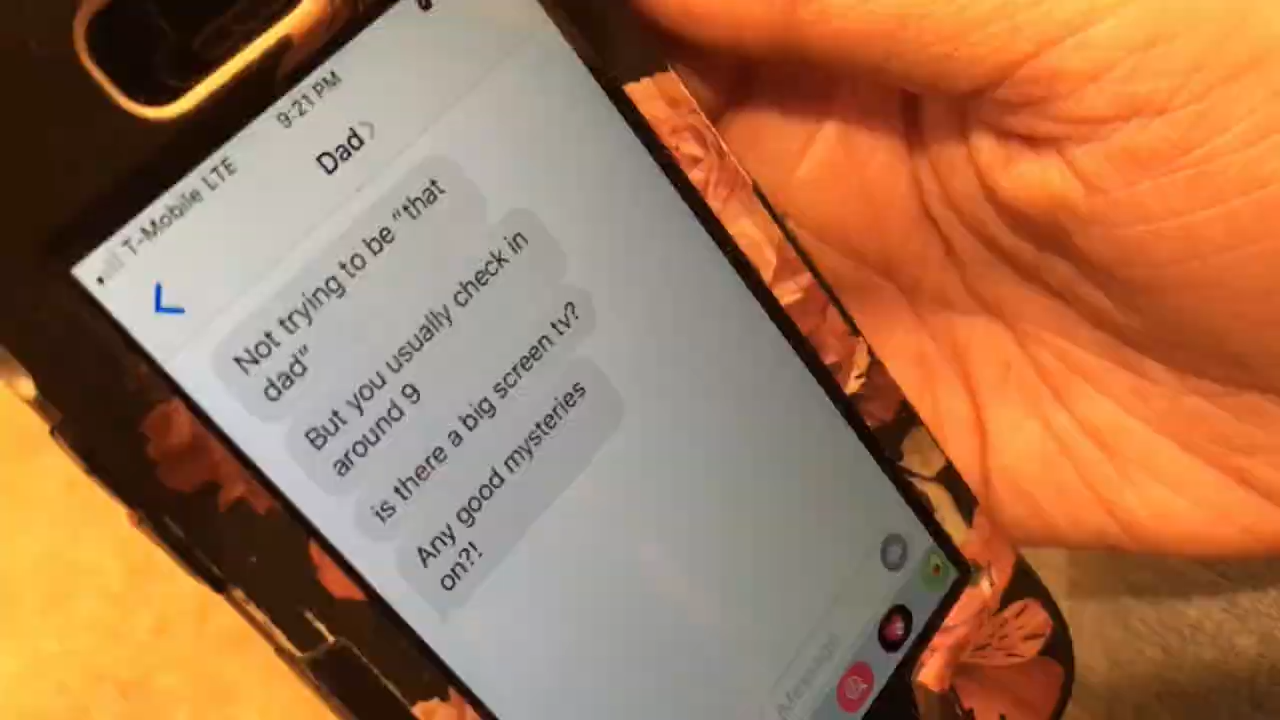 T-Mobile LTE 9:21 PM
Dad
Not trying to be "that
dad"
But you usually check in
around 9
is there a big screen tv?
Any good mysteries
on?!
iMessage